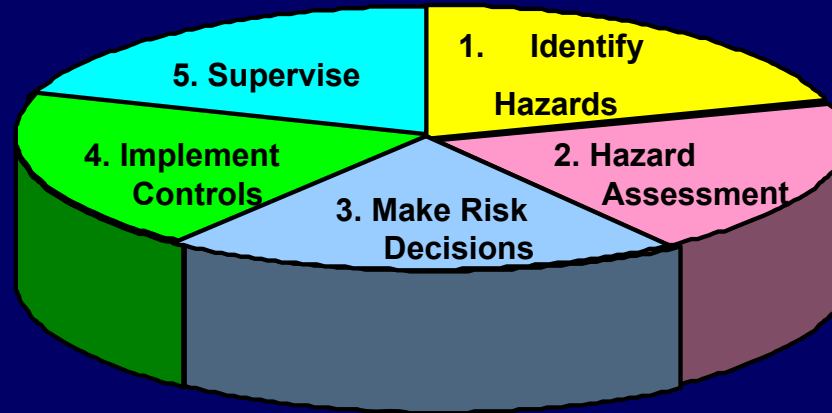 1. Identify
Hazards
2. Hazard
Assessment
3. Make Risk
Decisions
4. Implement
Controls
5. Supervise